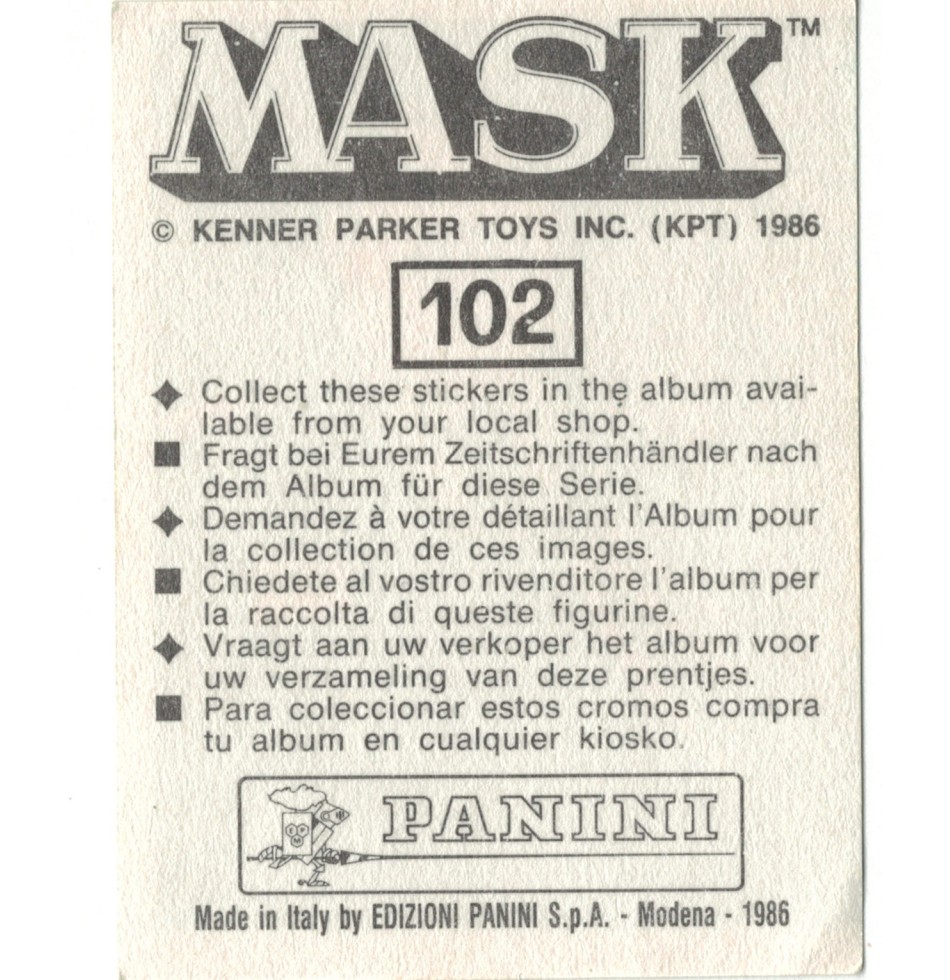 MASK™
© KENNER PARKER TOYS INC. (KPT) 1986
102
◆ Collect these stickers in the album avai-
lable from your local shop.
■ Fragt bei Eurem Zeitschriftenhändler nach
dem Album für diese Serie.
◆ Demandez à votre détaillant l'Album pour
la collection de ces images.
■ Chiedete al vostro rivenditore l'album per
la raccolta di queste figurine.
◆ Vraagt aan uw verkoper het album voor
uw verzameling van deze prentjes.
■ Para coleccionar estos cromos compra
tu album en cualquier kiosko.
PANINI
Made in Italy by EDIZIONI PANINI S.p.A. - Modena - 1986